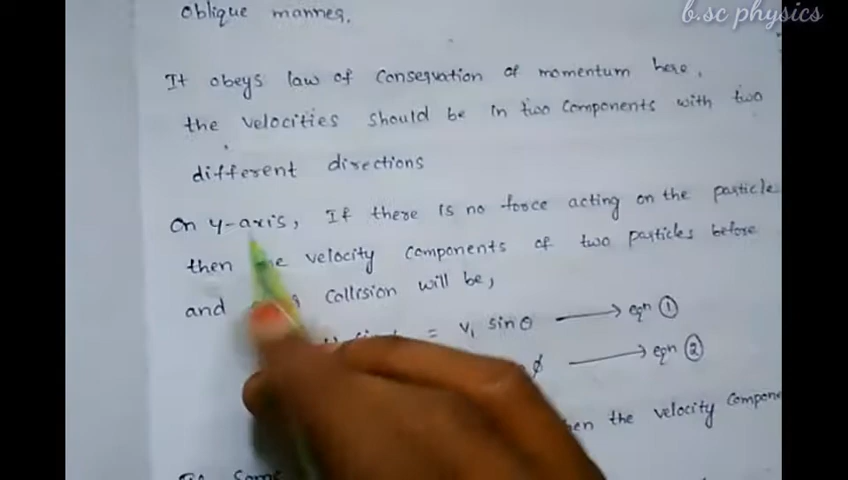 b.sc physics
oblique manner.
It obeys law of conservation of momentum here,
the velocities should be in two components with two
different directions
On y-axis, If there is no force acting on the particle
then the velocity components of two particles before
and collision will be,
= v₁ sinθ → eqn ①
ϕ → eqn ②
the velocity